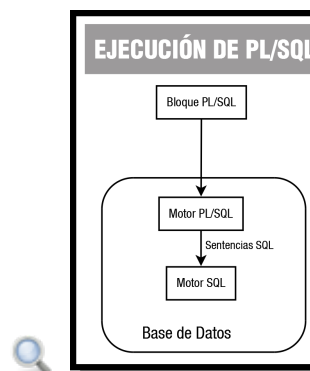 EJECUCIÓN DE PL/SQL
Bloque PL/SQL
Motor PL/SQL
Sentencias SQL
Motor SQL
Base de Datos